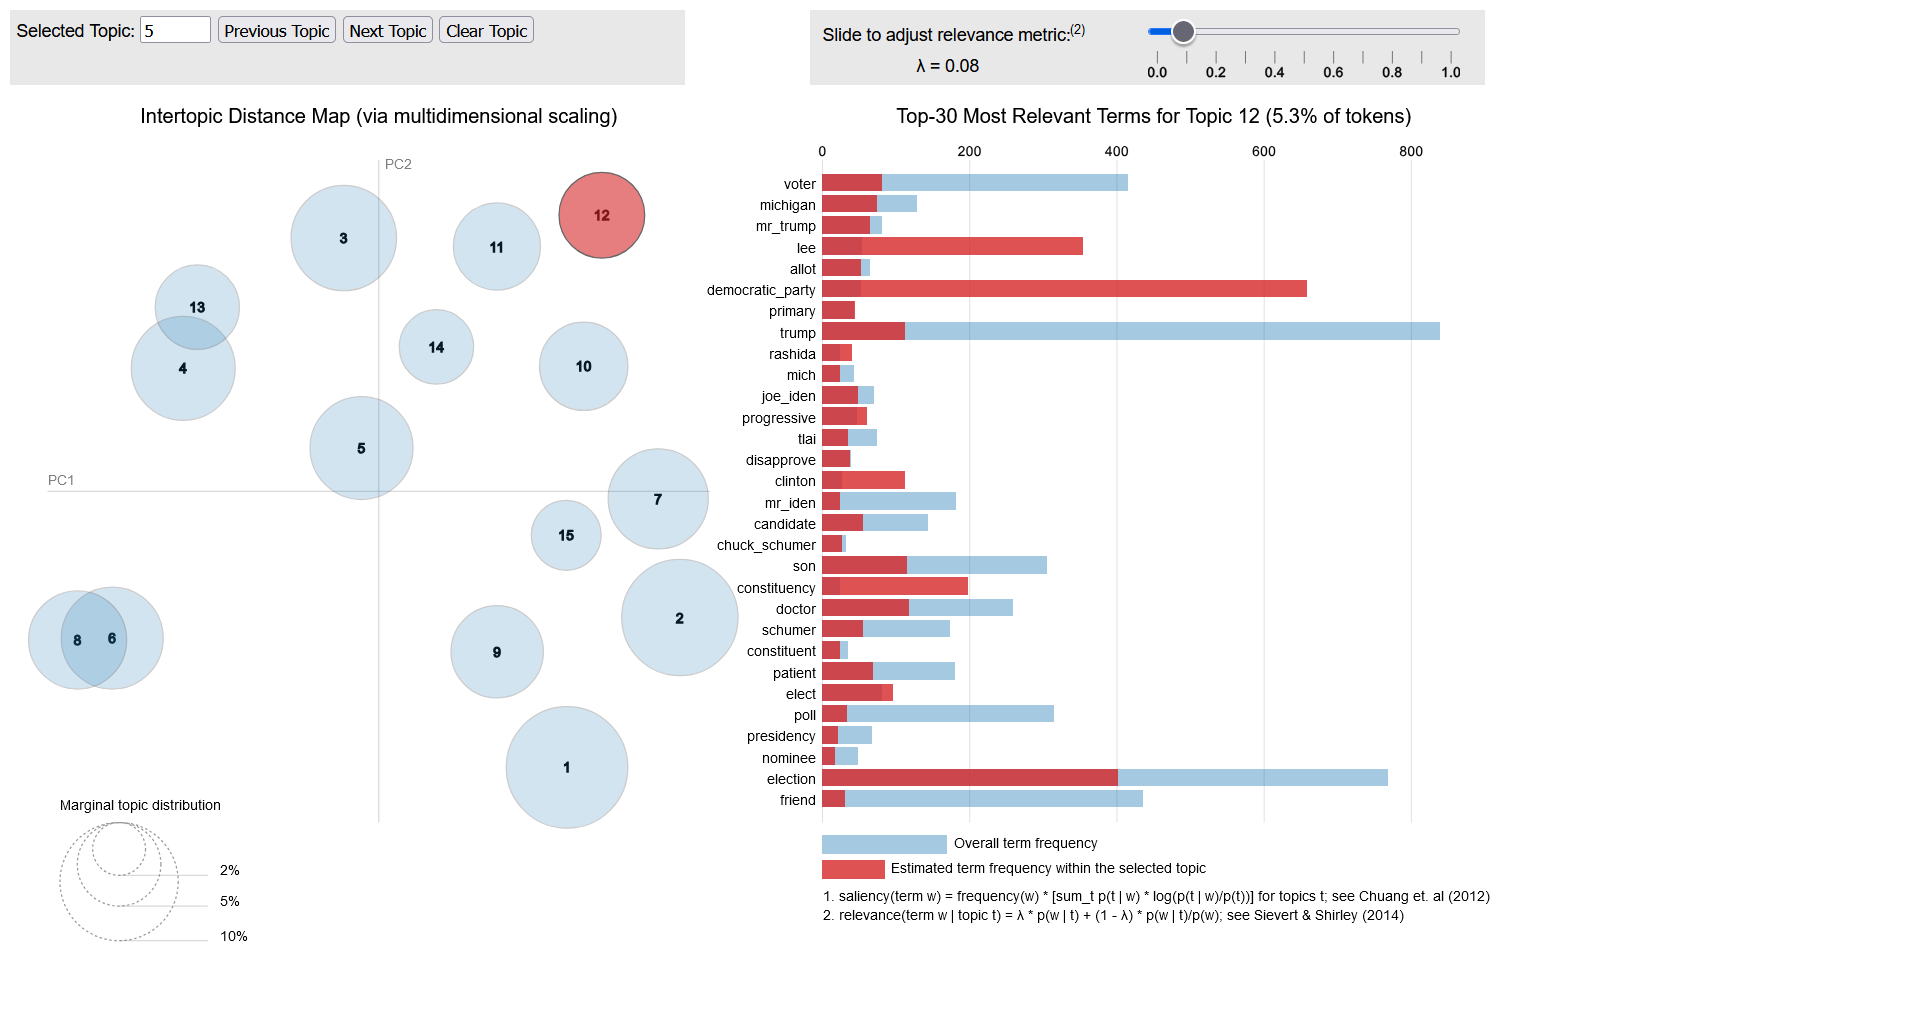 Selected Topic: 5 Previous Topic Next Topic Clear Topic
Slide to adjust relevance metric:(2)
λ = 0.08
0.0 0.2 0.4 0.6 0.8 1.0
Intertopic Distance Map (via multidimensional scaling)
PC2
PC1
3
11
12
13
4
14
10
5
7
15
8
6
9
2
1
Marginal topic distribution
2%
5%
10%
Top-30 Most Relevant Terms for Topic 12 (5.3% of tokens)
0 200 400 600 800
voter
michigan
mr_trump
lee
allot
democratic_party
primary
trump
rashida
mich
joe_iden
progressive
tlai
disapprove
clinton
mr_iden
candidate
chuck_schumer
son
constituency
doctor
schumer
constituent
patient
elect
poll
presidency
nominee
election
friend
Overall term frequency
Estimated term frequency within the selected topic
1. saliency(term w) = frequency(w) * [sum_t p(t | w) * log(p(t | w)/p(t))] for topics t; see Chuang et. al (2012)
2. relevance(term w | topic t) = λ * p(w | t) + (1 - λ) * p(w | t)/p(w); see Sievert & Shirley (2014)